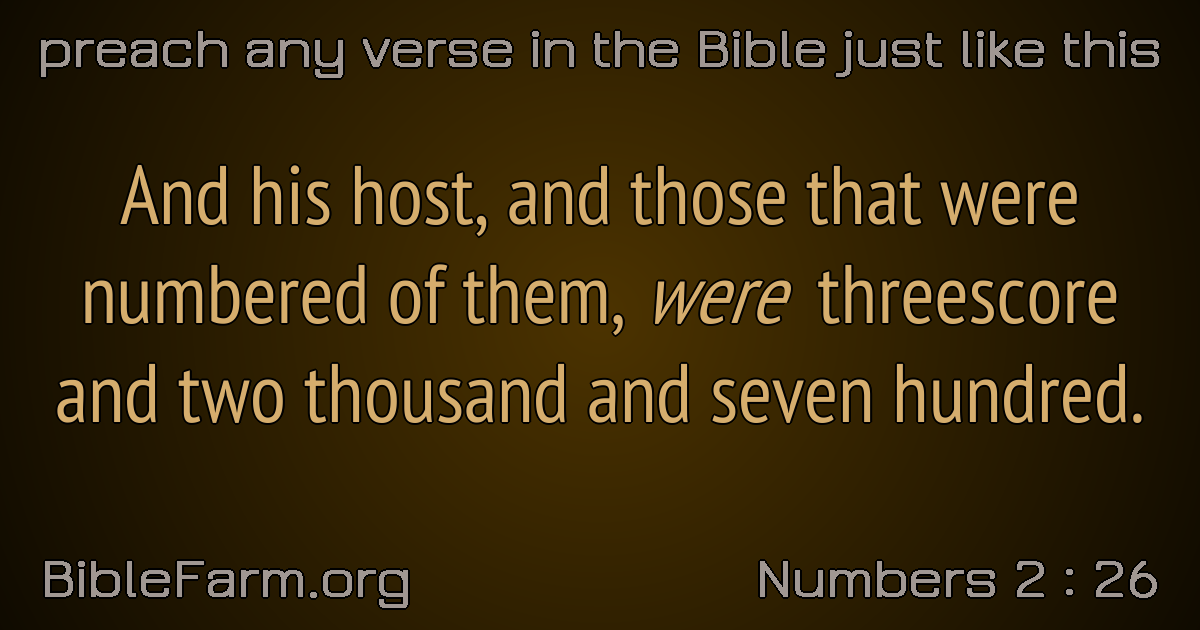 preach any verse in the Bible just like this
And his host, and those that were
numbered of them, were threescore
and two thousand and seven hundred.
BibleFarm.org
Numbers 2 : 26